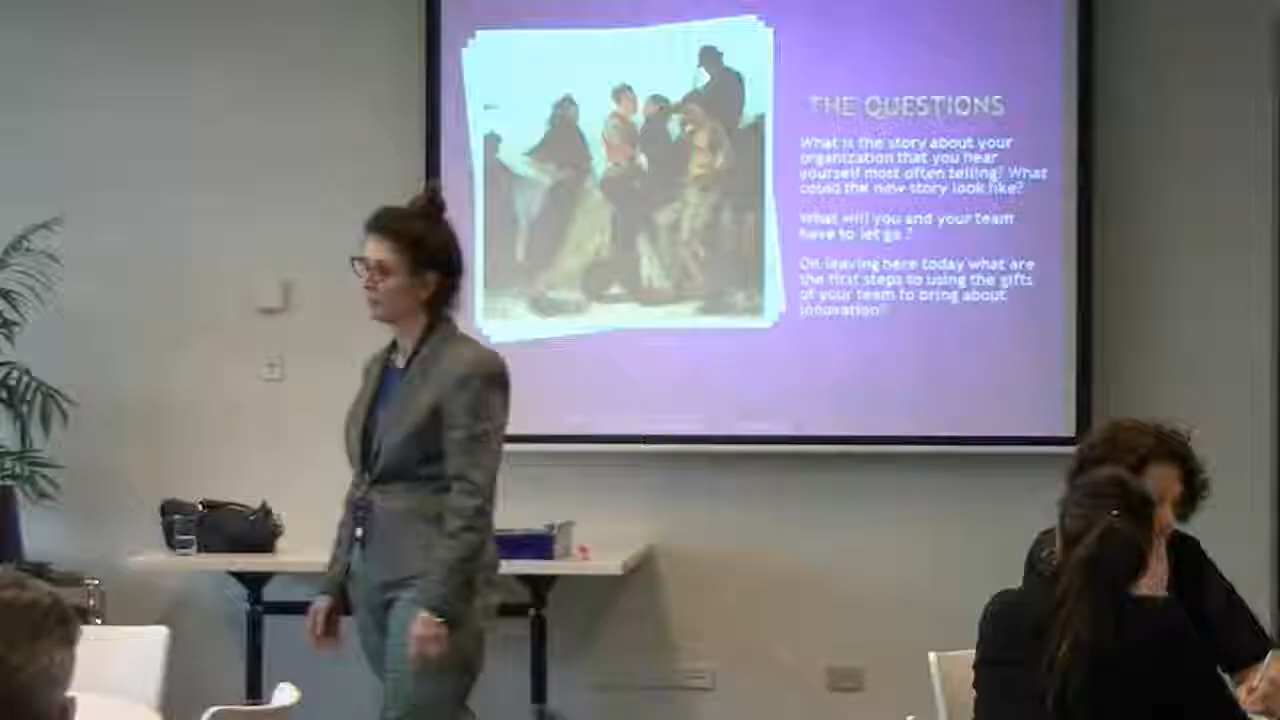 THE QUESTIONS
What is the story about your
organization that you hear
yourself most often telling? What
could the new story look like?
What will you and your team
have to let go ?
On leaving here today what are
the first steps to using the gifts
of your team to bring about
innovation?